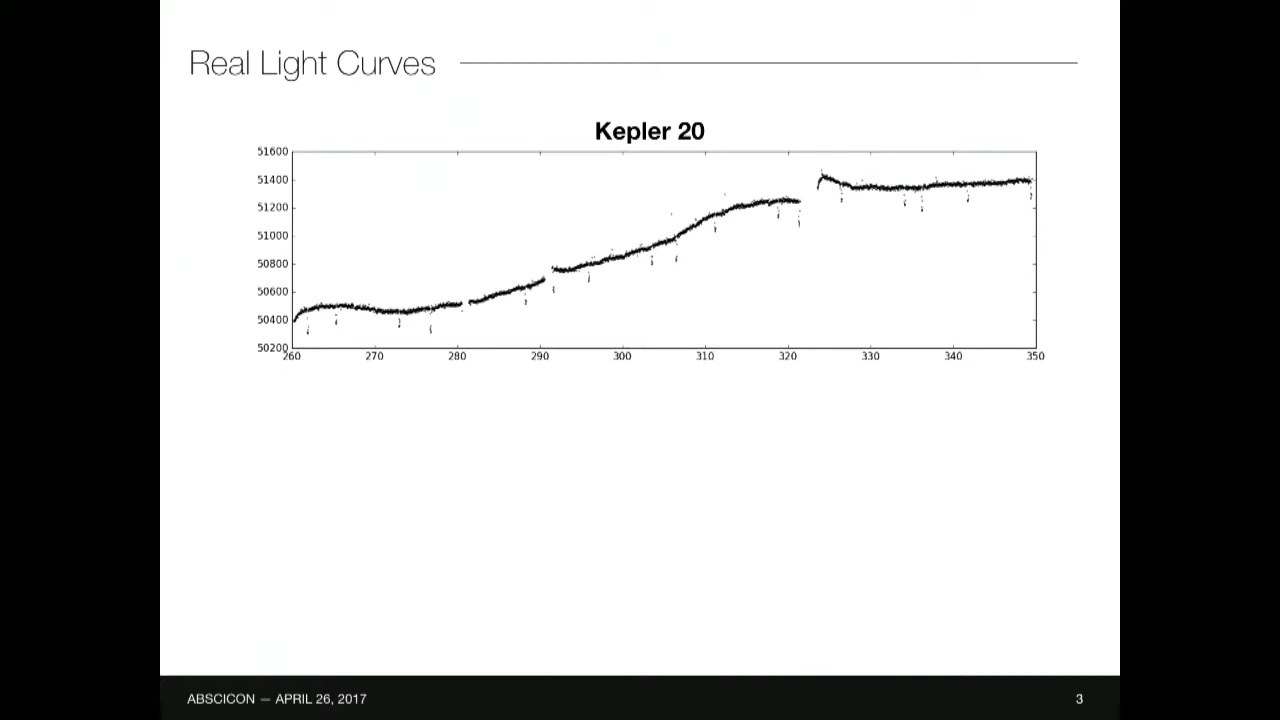 Real Light Curves
Kepler 20
51600
51400
51200
51000
50800
50600
50400
50200
260 270 280 290 300 310 320 330 340 350
ABSCICON — APRIL 26, 2017
3